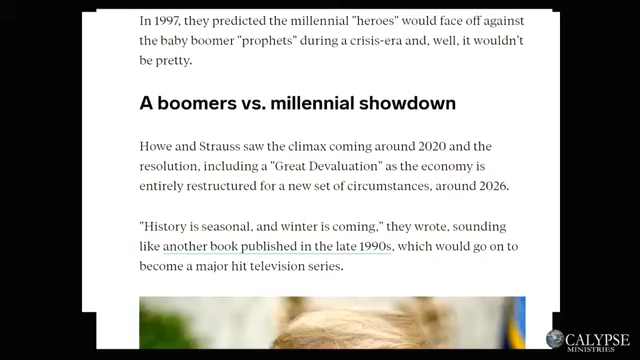 In 1997, they predicted the millennial "heroes" would face off against
the baby boomer "prophets" during a crisis-era and, well, it wouldn't
be pretty.
A boomers vs. millennial showdown
Howe and Strauss saw the climax coming around 2020 and the
resolution, including a "Great Devaluation" as the economy is
entirely restructured for a new set of circumstances, around 2026.
"History is seasonal, and winter is coming," they wrote, sounding
like another book published in the late 1990s, which would go on to
become a major hit television series.
CALYPSE
MINISTRIES